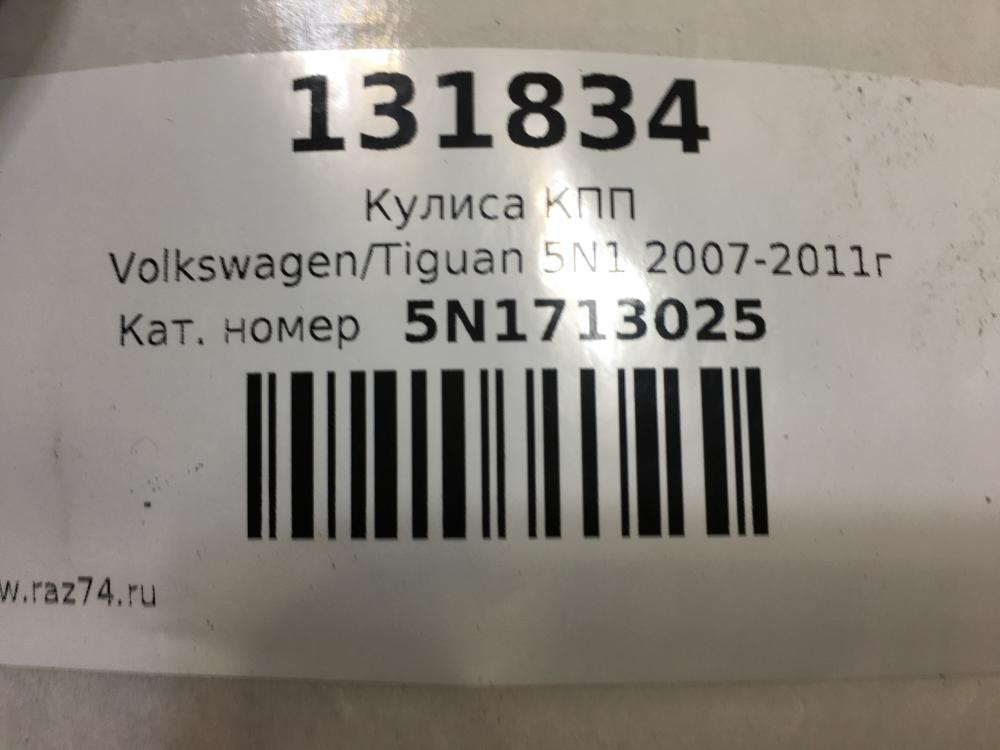 131834
Кулиса КПП
Volkswagen/Tiguan 5N1 2007-2011г
Кат. номер 5N1713025
w.raz74.ru